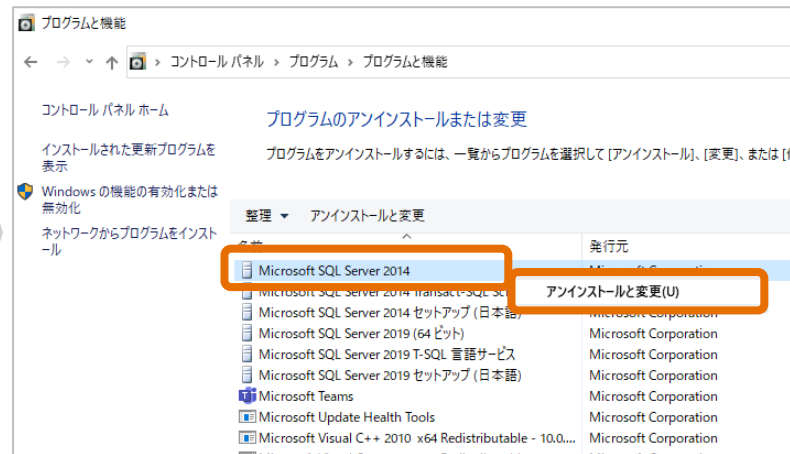 プログラムと機能
コントロール パネル › プログラム › プログラムと機能
コントロール パネル ホーム
インストールされた更新プログラムを
表示
Windows の機能の有効化または
無効化
ネットワークからプログラムをインスト
ール
プログラムのアンインストールまたは変更
プログラムをアンインストールするには、一覧からプログラムを選択して [アンインストール]、[変更]、または
整理 ▼ アンインストールと変更
発行元
Microsoft SQL Server 2014
アンインストールと変更(U)
Microsoft SQL Server 2014 Transact-SQL
Microsoft SQL Server 2014 セットアップ (日本語) Microsoft Corporation
Microsoft SQL Server 2019 (64 ビット) Microsoft Corporation
Microsoft SQL Server 2019 T-SQL 言語サービス Microsoft Corporation
Microsoft SQL Server 2019 セットアップ (日本語) Microsoft Corporation
Microsoft Teams Microsoft Corporation
Microsoft Update Health Tools Microsoft Corporation
Microsoft Visual C++ 2010 x64 Redistributable - 10.0.... Microsoft Corporation